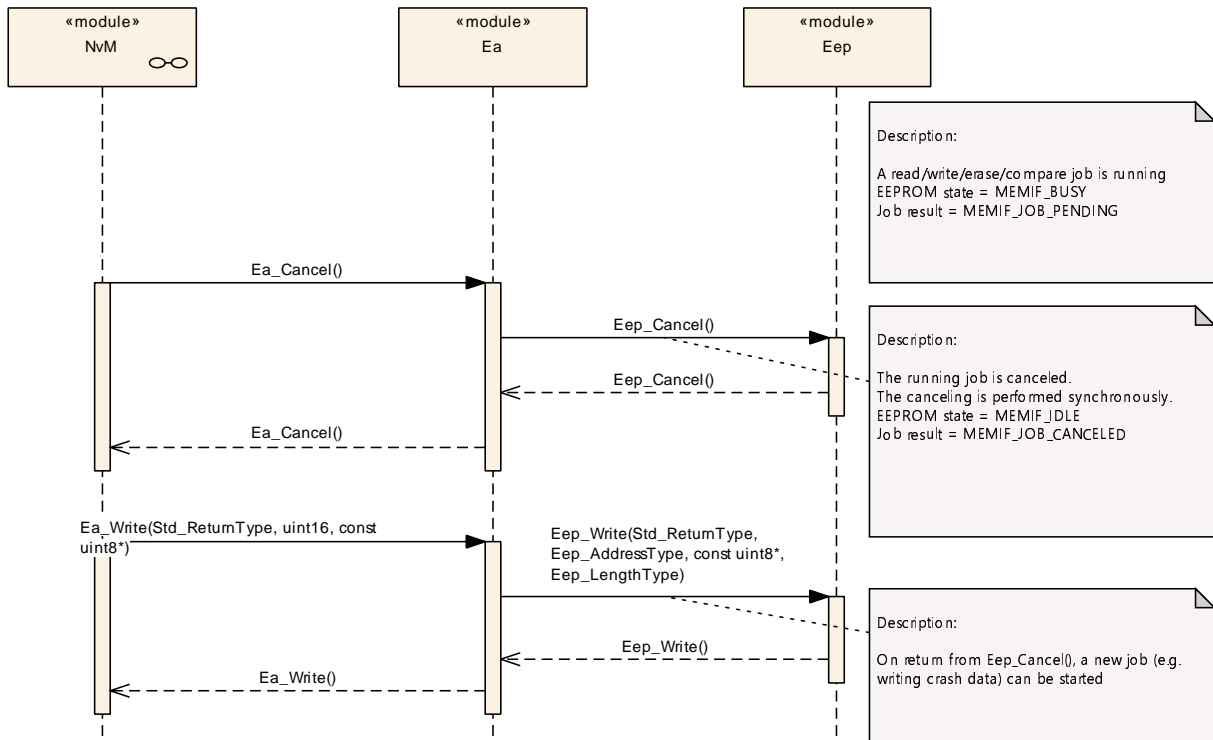 «module»
NvM
«module»
Ea
«module»
Eep
Description:
A read/write/erase/compare job is running
EEPROM state = MEMIF_BUSY
Job result = MEMIF_JOB_PENDING
Ea_Cancel()
Eep_Cancel()
Description:
The running job is canceled.
The canceling is performed synchronously.
EEPROM state = MEMIF_IDLE
Job result = MEMIF_JOB_CANCELED
Eep_Cancel()
Ea_Cancel()
Ea_Write(Std_ReturnType, uint16, const
uint8*)
Eep_Write(Std_ReturnType,
Eep_AddressType, const uint8*,
Eep_LengthType)
Description:
On return from Eep_Cancel(), a new job (e.g.
writing crash data) can be started
Eep_Write()
Ea_Write()